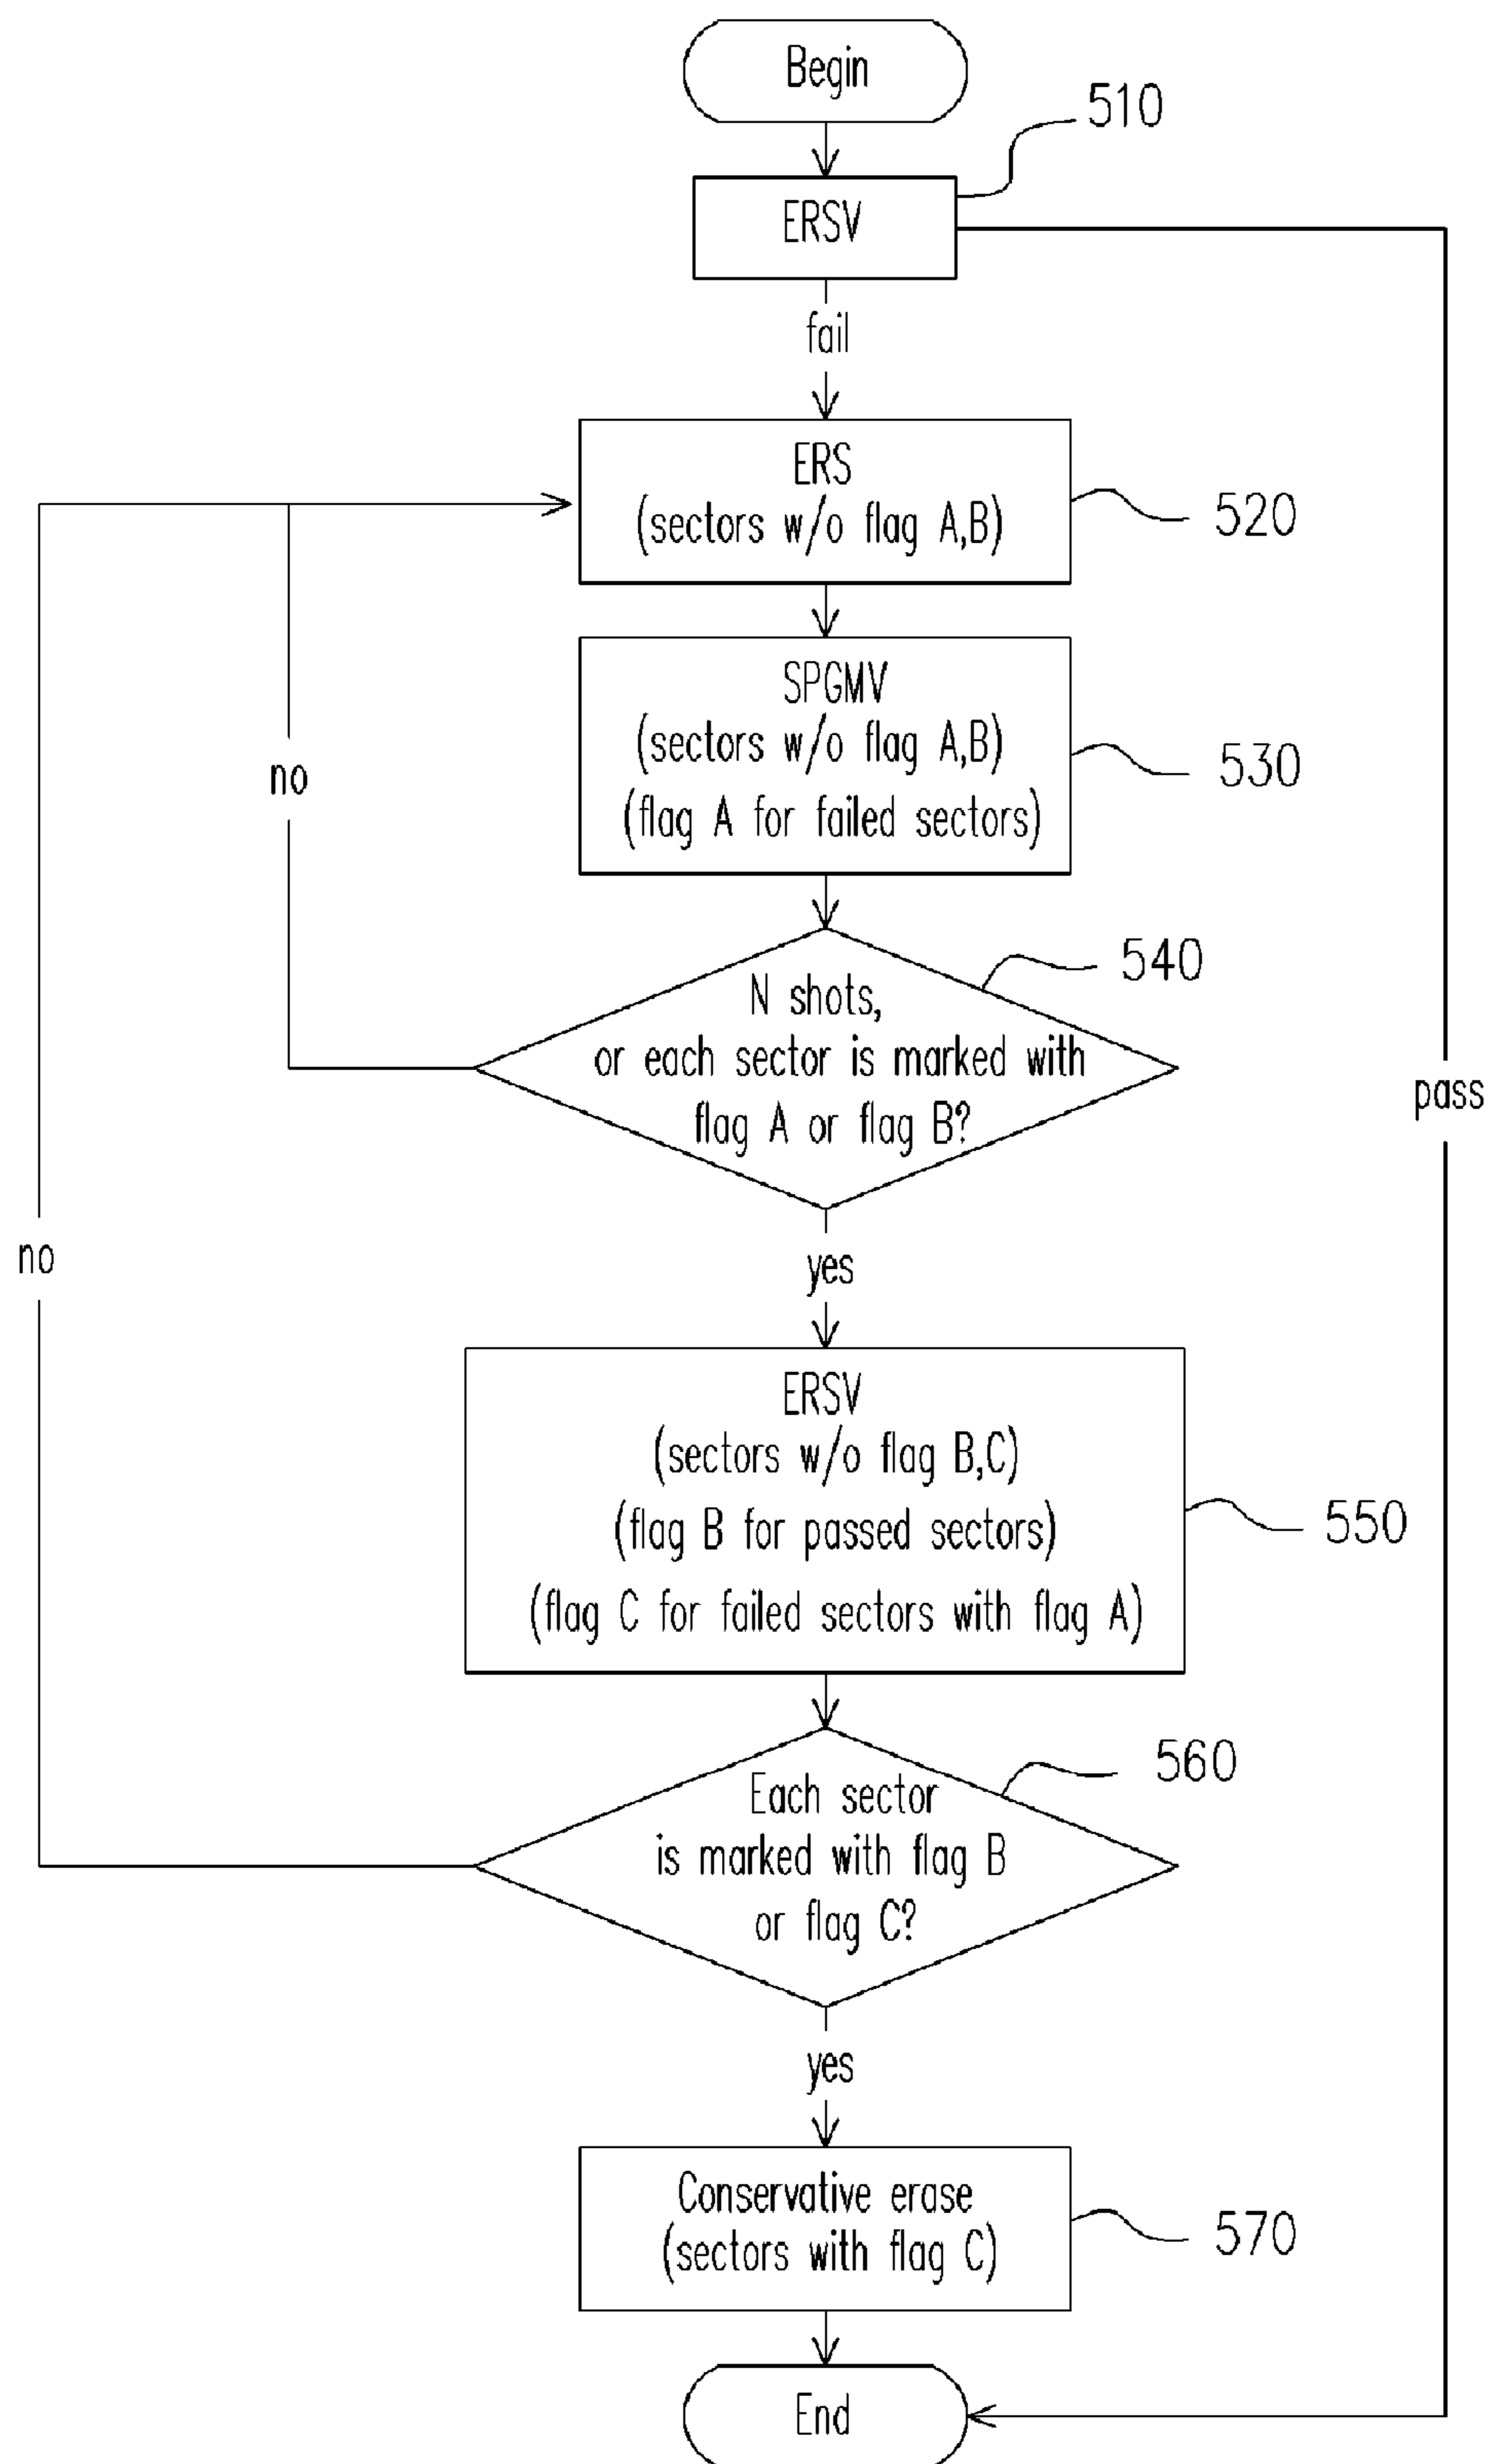 Begin
510
ERSV
fail
ERS
(sectors w/o flag A,B)
520
SPGMV
(sectors w/o flag A,B)
(flag A for failed sectors)
530
no
540
N shots,
or each sector is marked with
flag A or flag B?
pass
yes
no
ERSV
(sectors w/o flag B,C)
(flag B for passed sectors)
(flag C for failed sectors with flag A)
550
560
Each sector
is marked with flag B
or flag C?
yes
Conservative erase
(sectors with flag C)
570
End